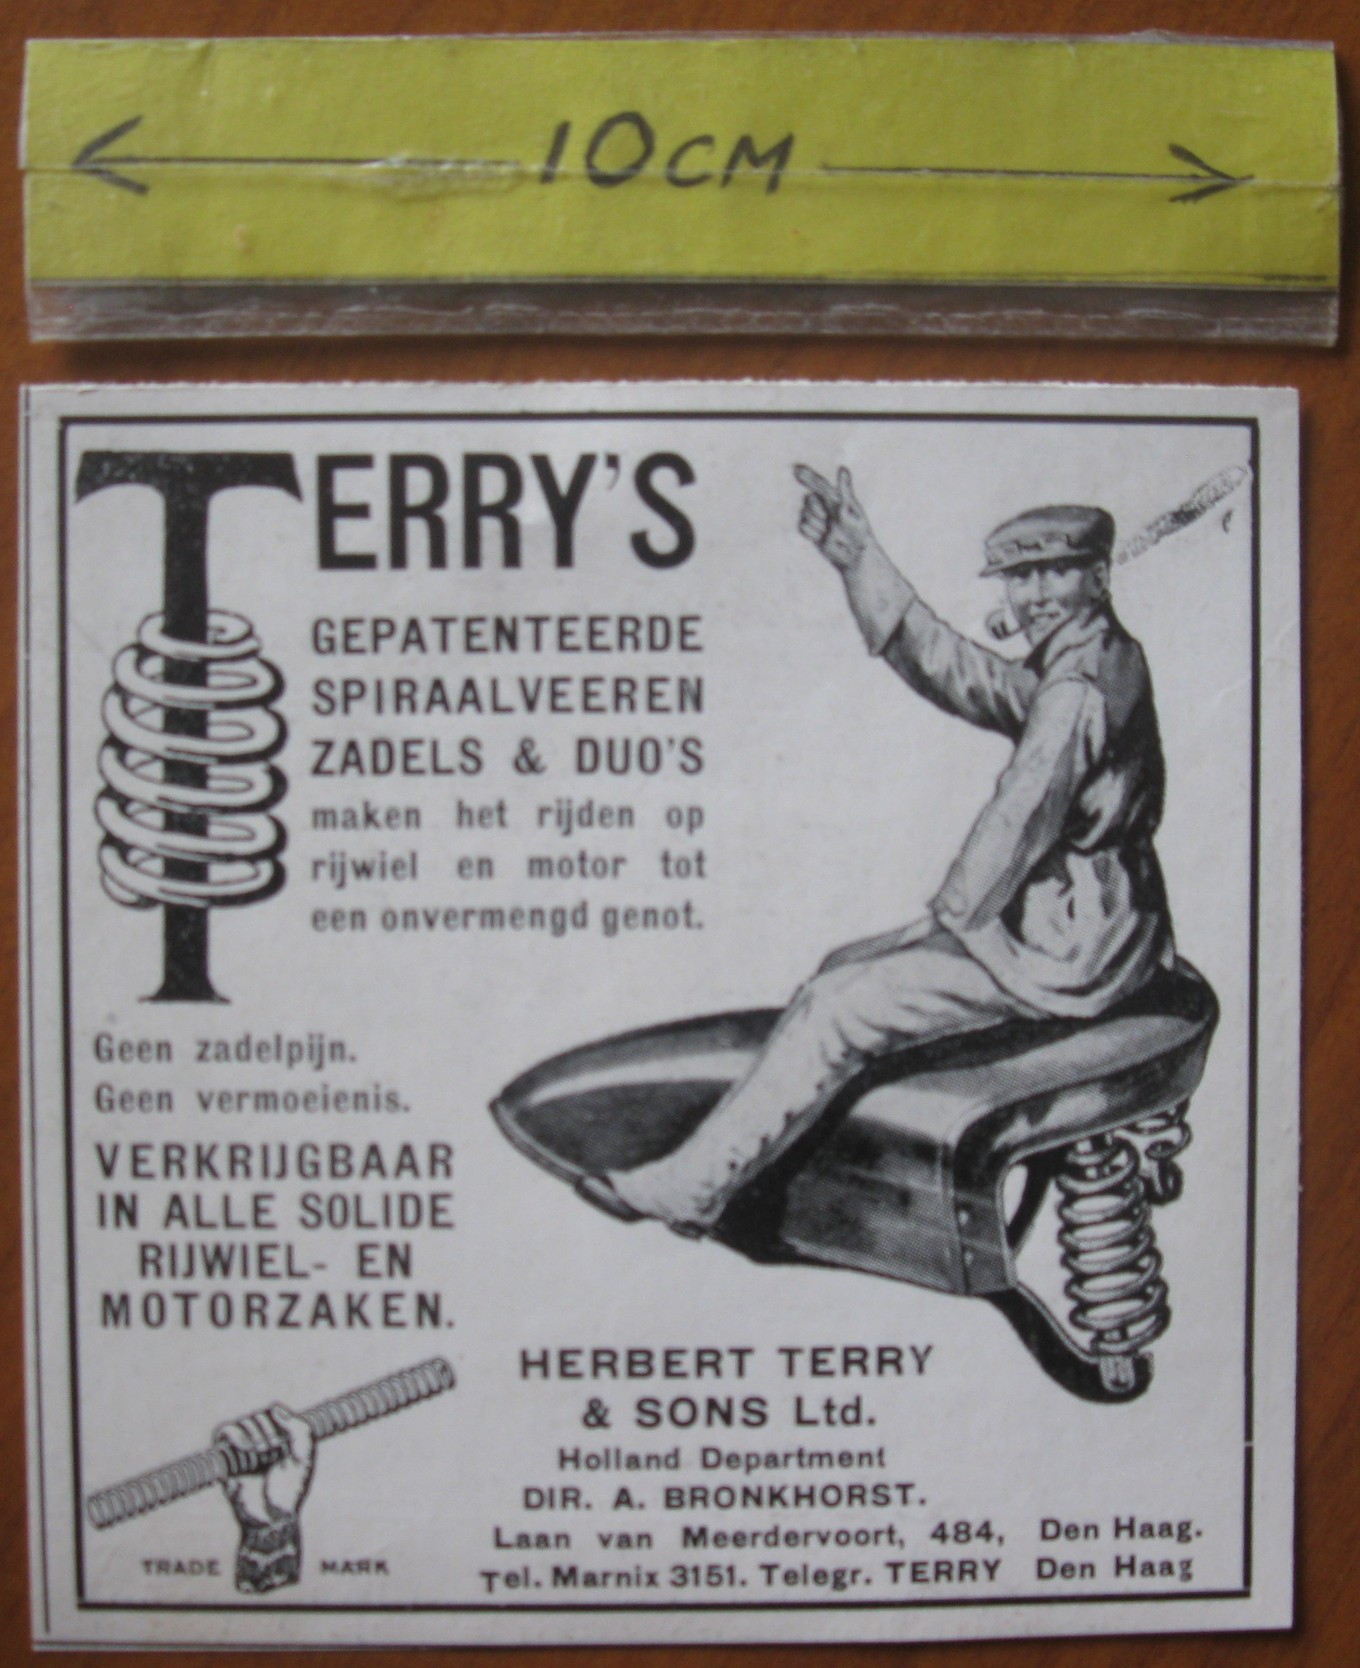 10CM
TERRY'S
GEPATENTEERDE
SPIRAALVEEREN
ZADELS & DUO'S
maken het rijden op
rijwiel en motor tot
een onvermengd genot.
Geen zadelpijn.
Geen vermoeienis.
VERKRIJGBAAR
IN ALLE SOLIDE
RIJWIEL- EN
MOTORZAKEN.
TRADE MARK
HERBERT TERRY
& SONS Ltd.
Holland Department
DIR. A. BRONKHORST.
Laan van Meerdervoort, 484, Den Haag.
Tel. Marnix 3151. Telegr. TERRY Den Haag